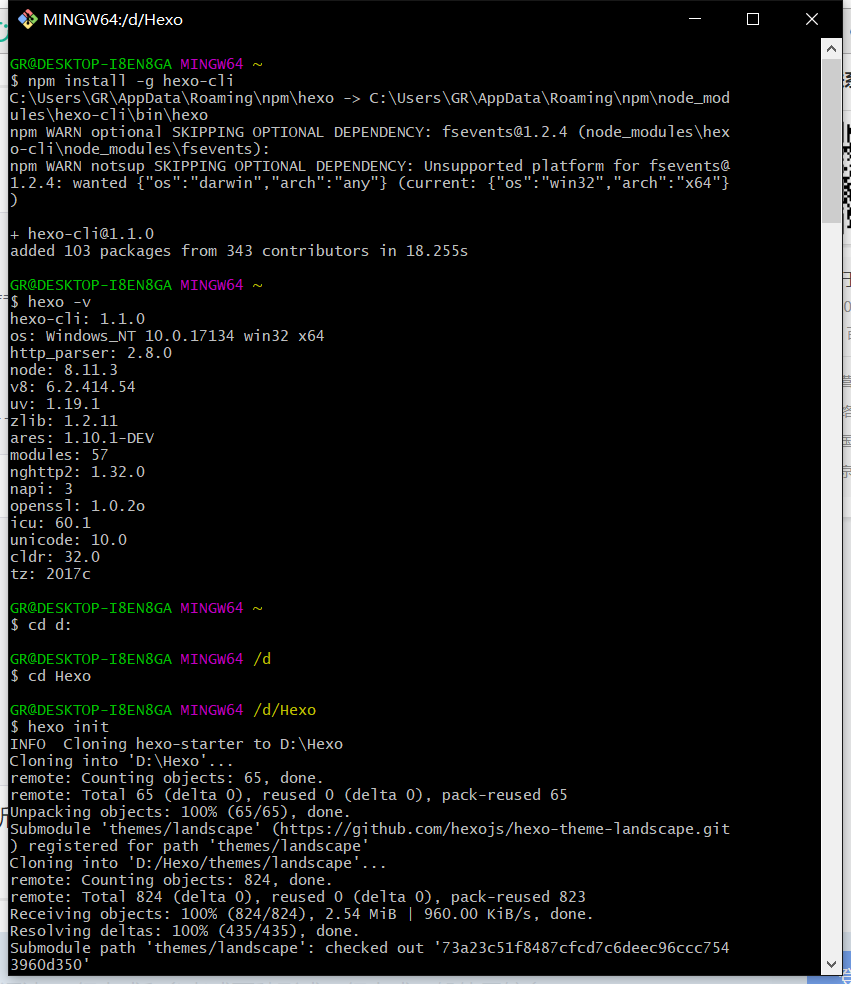 MINGW64:/d/Hexo
GR@DESKTOP-I8EN8GA MINGW64 ~
$ npm install -g hexo-cli
C:\Users\GR\AppData\Roaming\npm\hexo -> C:\Users\GR\AppData\Roaming\npm\node_mod
ules\hexo-cli\bin\hexo
npm WARN optional SKIPPING OPTIONAL DEPENDENCY: fsevents@1.2.4 (node_modules\hex
o-cli\node_modules\fsevents):
npm WARN notsup SKIPPING OPTIONAL DEPENDENCY: Unsupported platform for fsevents@
1.2.4: wanted {"os":"darwin","arch":"any"} (current: {"os":"win32","arch":"x64"}
)
+ hexo-cli@1.1.0
added 103 packages from 343 contributors in 18.255s
GR@DESKTOP-I8EN8GA MINGW64 ~
$ hexo -v
hexo-cli: 1.1.0
os: Windows_NT 10.0.17134 win32 x64
http_parser: 2.8.0
node: 8.11.3
v8: 6.2.414.54
uv: 1.19.1
zlib: 1.2.11
ares: 1.10.1-DEV
modules: 57
nghttp2: 1.32.0
napi: 3
openssl: 1.0.2o
icu: 60.1
unicode: 10.0
cldr: 32.0
tz: 2017c
GR@DESKTOP-I8EN8GA MINGW64 ~
$ cd d:
GR@DESKTOP-I8EN8GA MINGW64 /d
$ cd Hexo
GR@DESKTOP-I8EN8GA MINGW64 /d/Hexo
$ hexo init
INFO  Cloning hexo-starter to D:\Hexo
Cloning into 'D:\Hexo'...
remote: Counting objects: 65, done.
remote: Total 65 (delta 0), reused 0 (delta 0), pack-reused 65
Unpacking objects: 100% (65/65), done.
Submodule 'themes/landscape' (https://github.com/hexojs/hexo-theme-landscape.git
) registered for path 'themes/landscape'
Cloning into 'D:/Hexo/themes/landscape'...
remote: Counting objects: 824, done.
remote: Total 824 (delta 0), reused 0 (delta 0), pack-reused 823
Receiving objects: 100% (824/824), 2.54 MiB | 960.00 KiB/s, done.
Resolving deltas: 100% (435/435), done.
Submodule path 'themes/landscape': checked out '73a23c51f8487cfcd7c6deec96ccc754
3960d350'